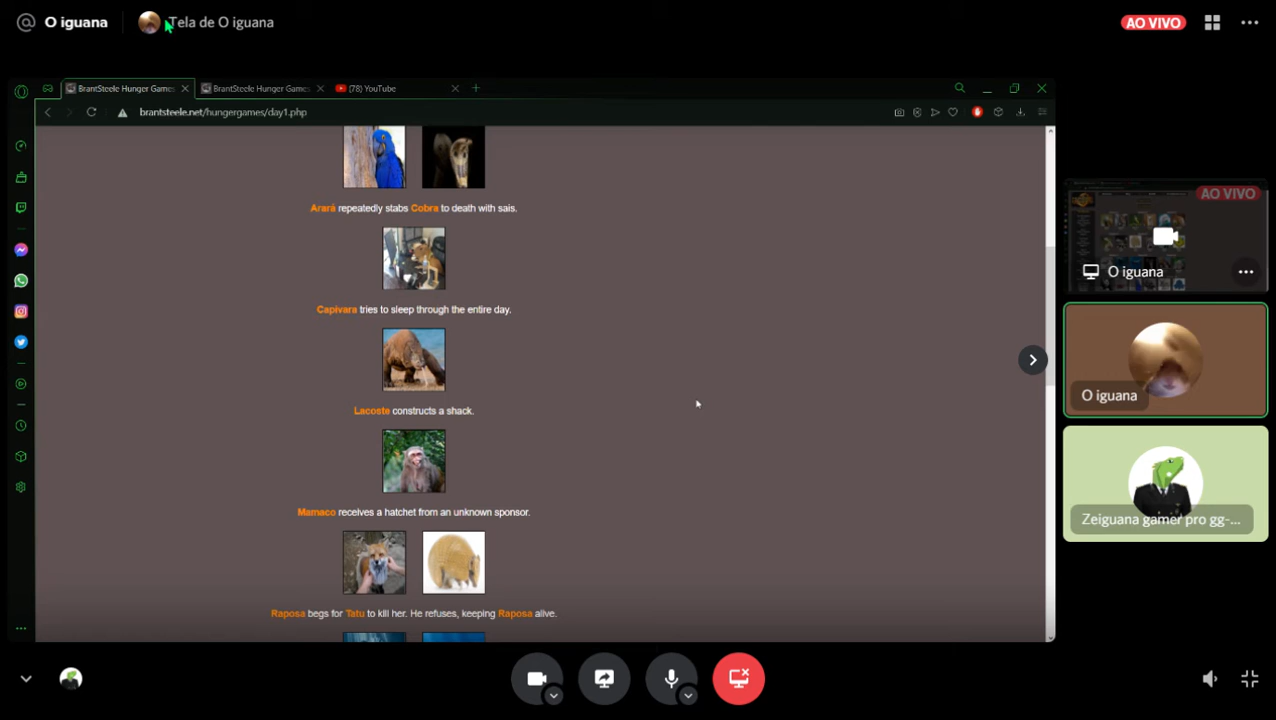 O iguana
Tela de O iguana
AO VIVO
BrantSteele Hunger Games
BrantSteele Hunger Games
(78) YouTube
brantsteele.net/hungergames/day1.php
Arará repeatedly stabs Cobra to death with sais.
Capivara tries to sleep through the entire day.
Lacoste constructs a shack.
Mamaco receives a hatchet from an unknown sponsor.
Raposa begs for Tatu to kill her. He refuses, keeping Raposa alive.
AO VIVO
O iguana
O iguana
Zeiguana gamer pro gg-...